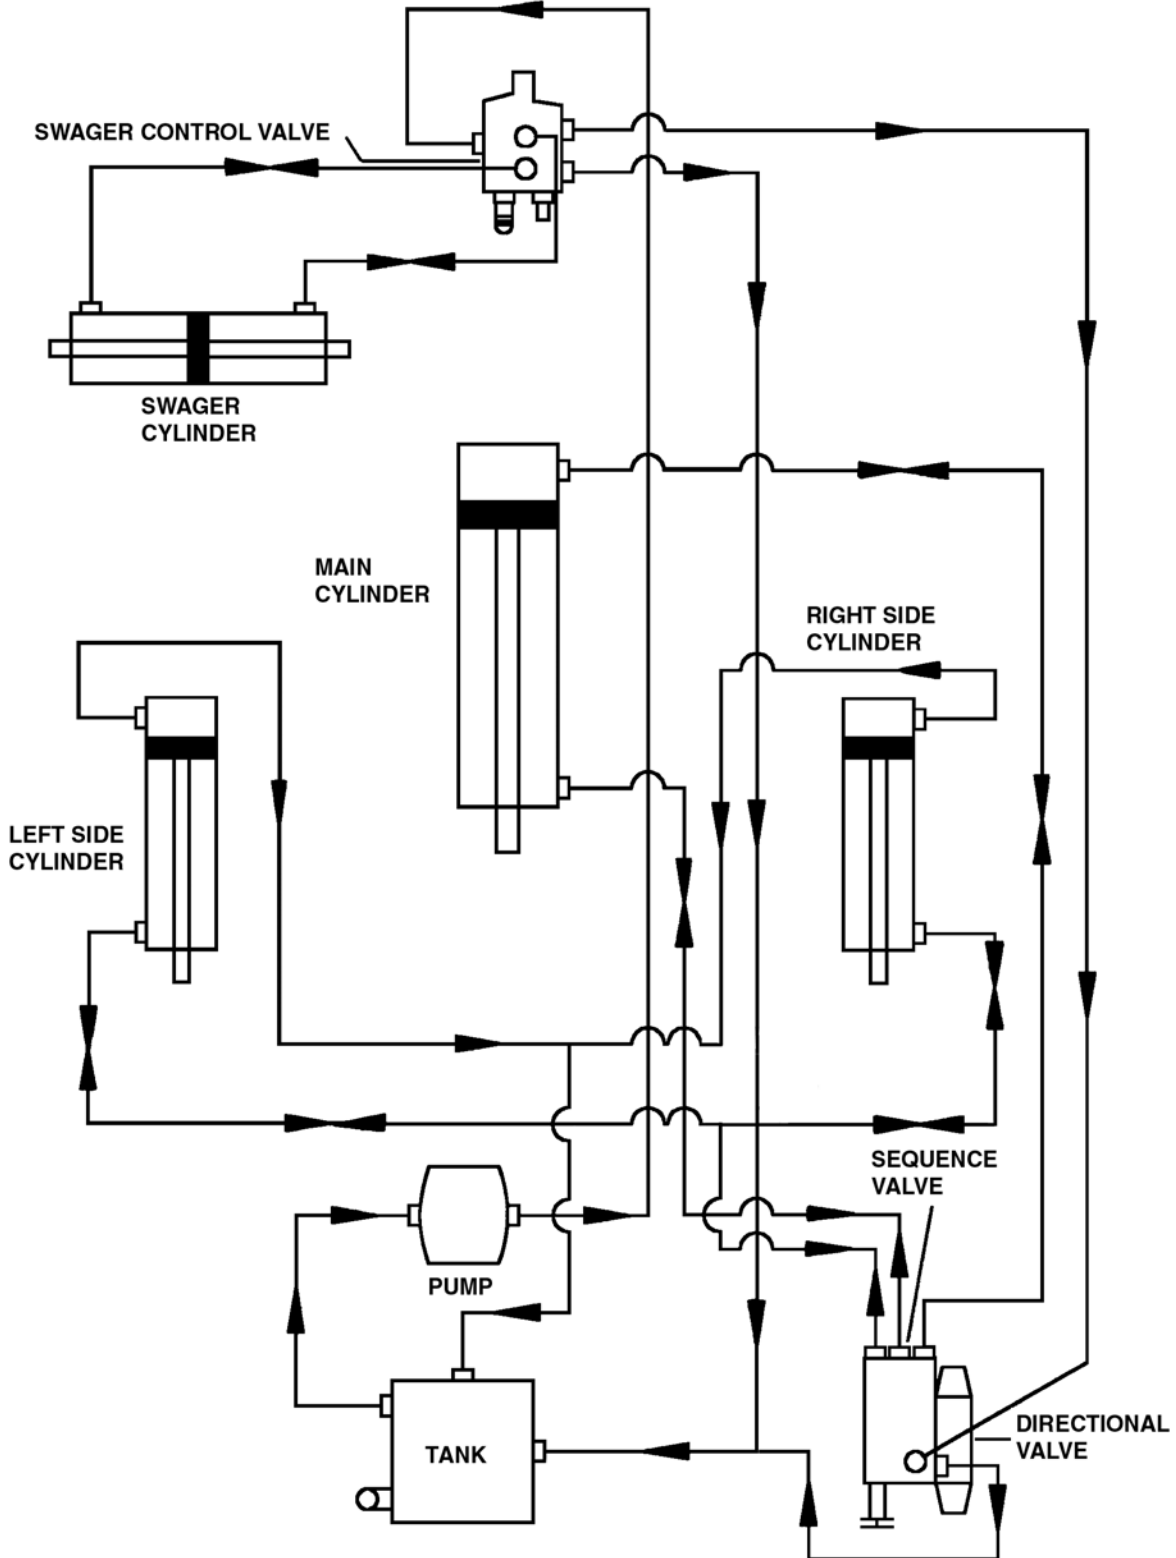 SWAGER CONTROL VALVE
SWAGER
CYLINDER
MAIN
CYLINDER
RIGHT SIDE
CYLINDER
LEFT SIDE
CYLINDER
SEQUENCE
VALVE
PUMP
TANK
DIRECTIONAL
VALVE